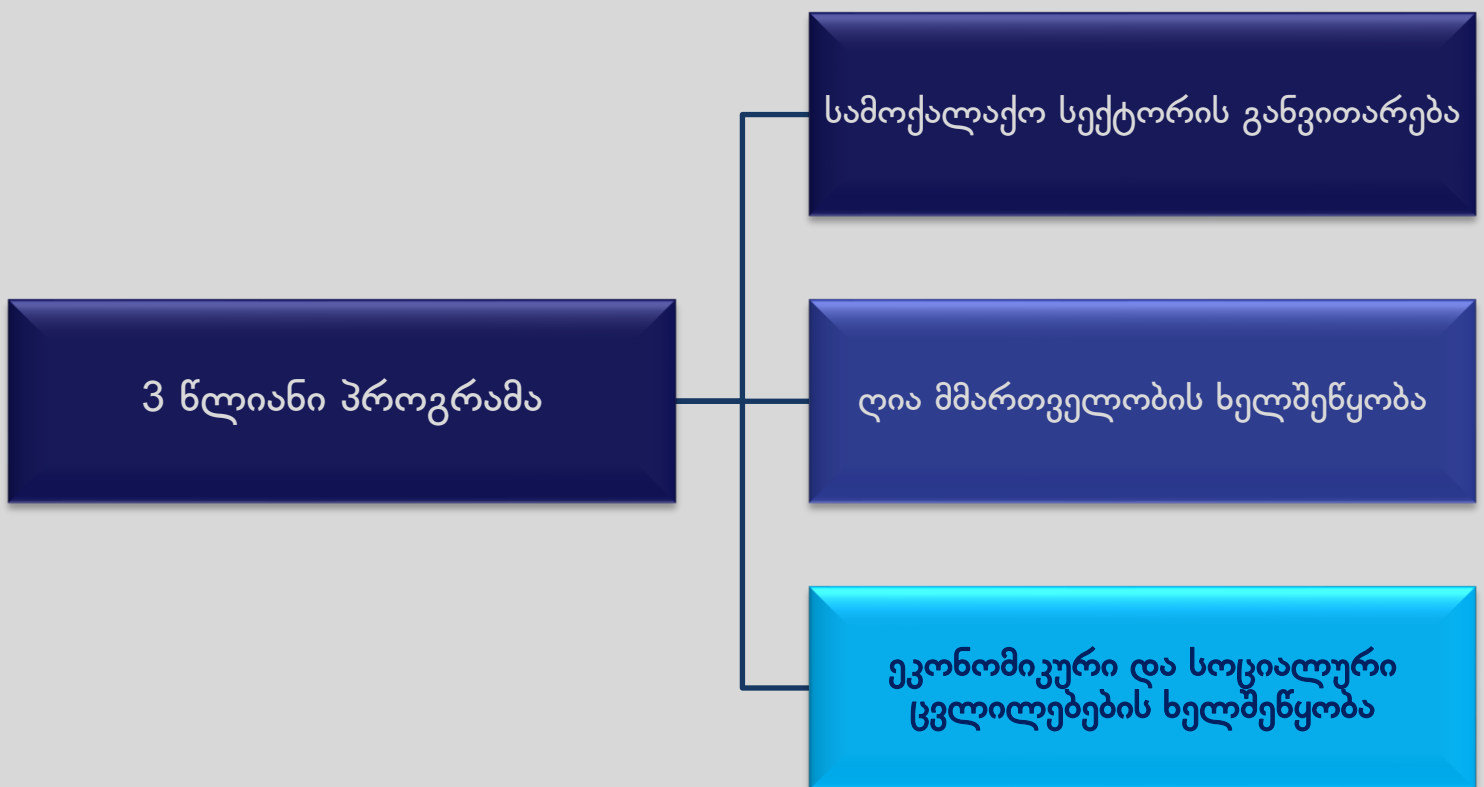 სამოქალაქო სექტორის განვითარება
3 წლიანი პროგრამა
ღია მმართველობის ხელშეწყობა
ეკონომიკური და სოციალური
ცვლილებების ხელშეწყობა